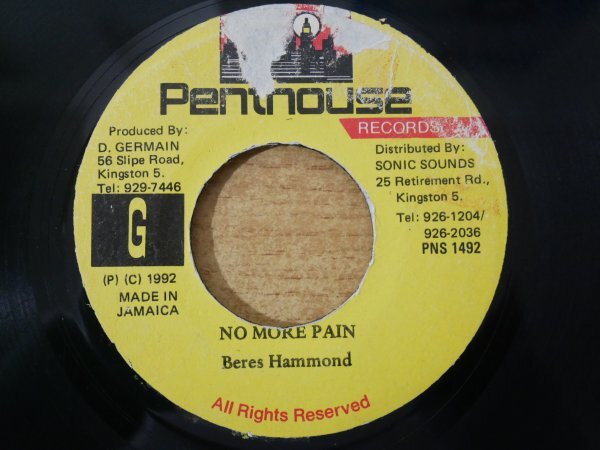 Penthouse
RECORDS
Produced By:
D. GERMAIN
56 Slipe Road,
Kingston 5.
Tel: 929-7446
G
(P) (C) 1992
MADE IN
JAMAICA
Distributed By:
SONIC SOUNDS
25 Retirement Rd.,
Kingston 5.
Tel: 926-1204/
926-2036
PNS 1492
NO MORE PAIN
Beres Hammond
All Rights Reserved